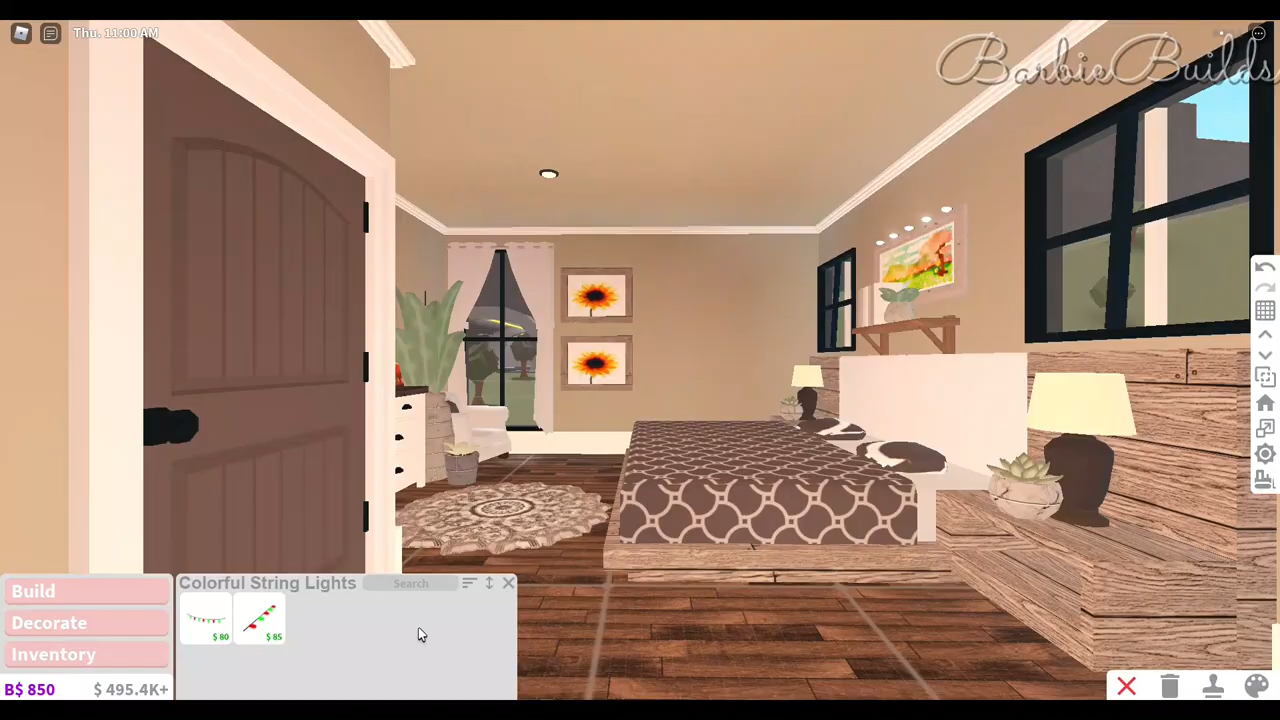 Thu. 11:00 AM
BarbieBuilds
Colorful String Lights
Search
$ 80
$ 85
Build
Decorate
Inventory
B$ 850
$ 495.4K+